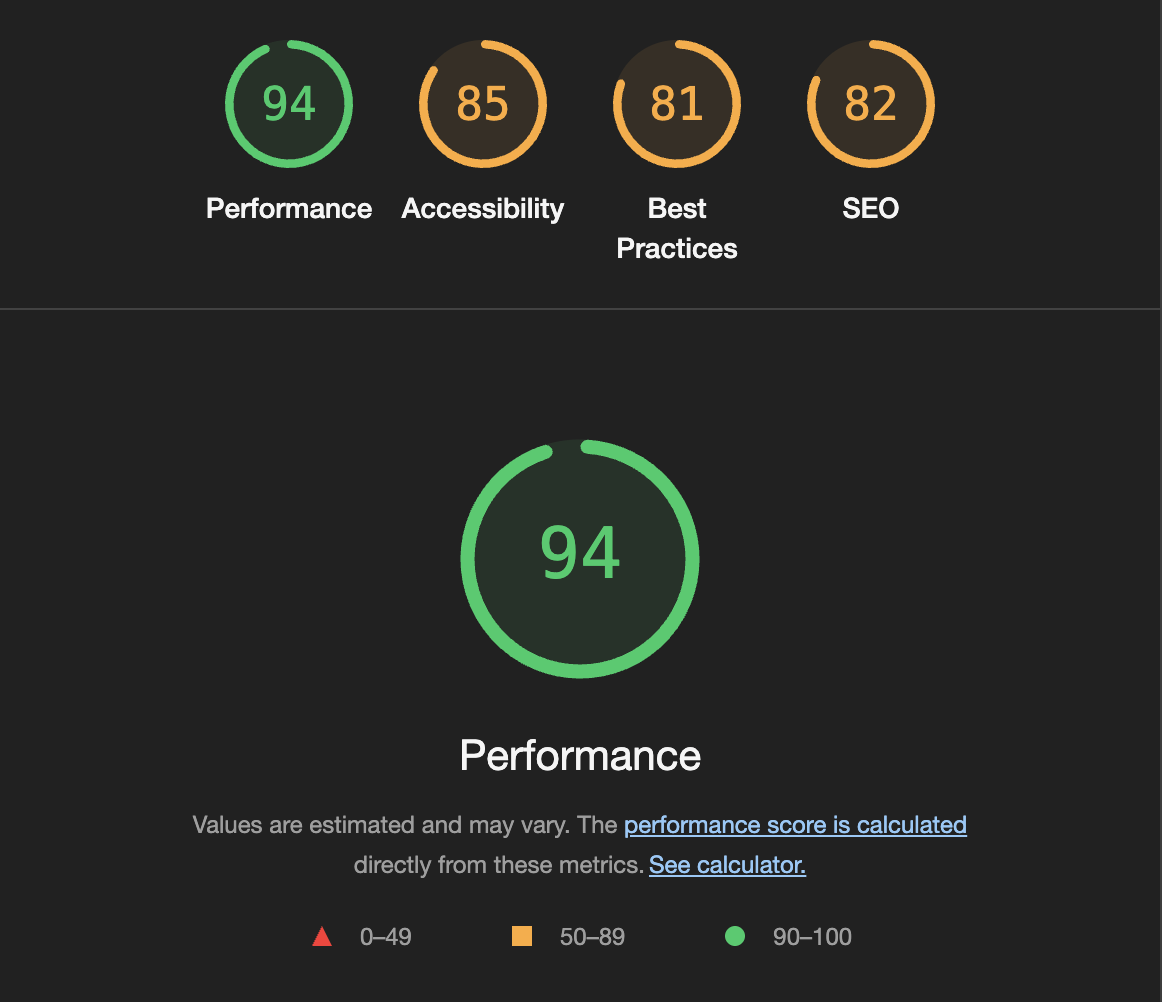 94
85
81
82
Performance
Accessibility
Best
Practices
SEO
94
Performance
Values are estimated and may vary. The performance score is calculated
directly from these metrics. See calculator.
0–49
50–89
90–100